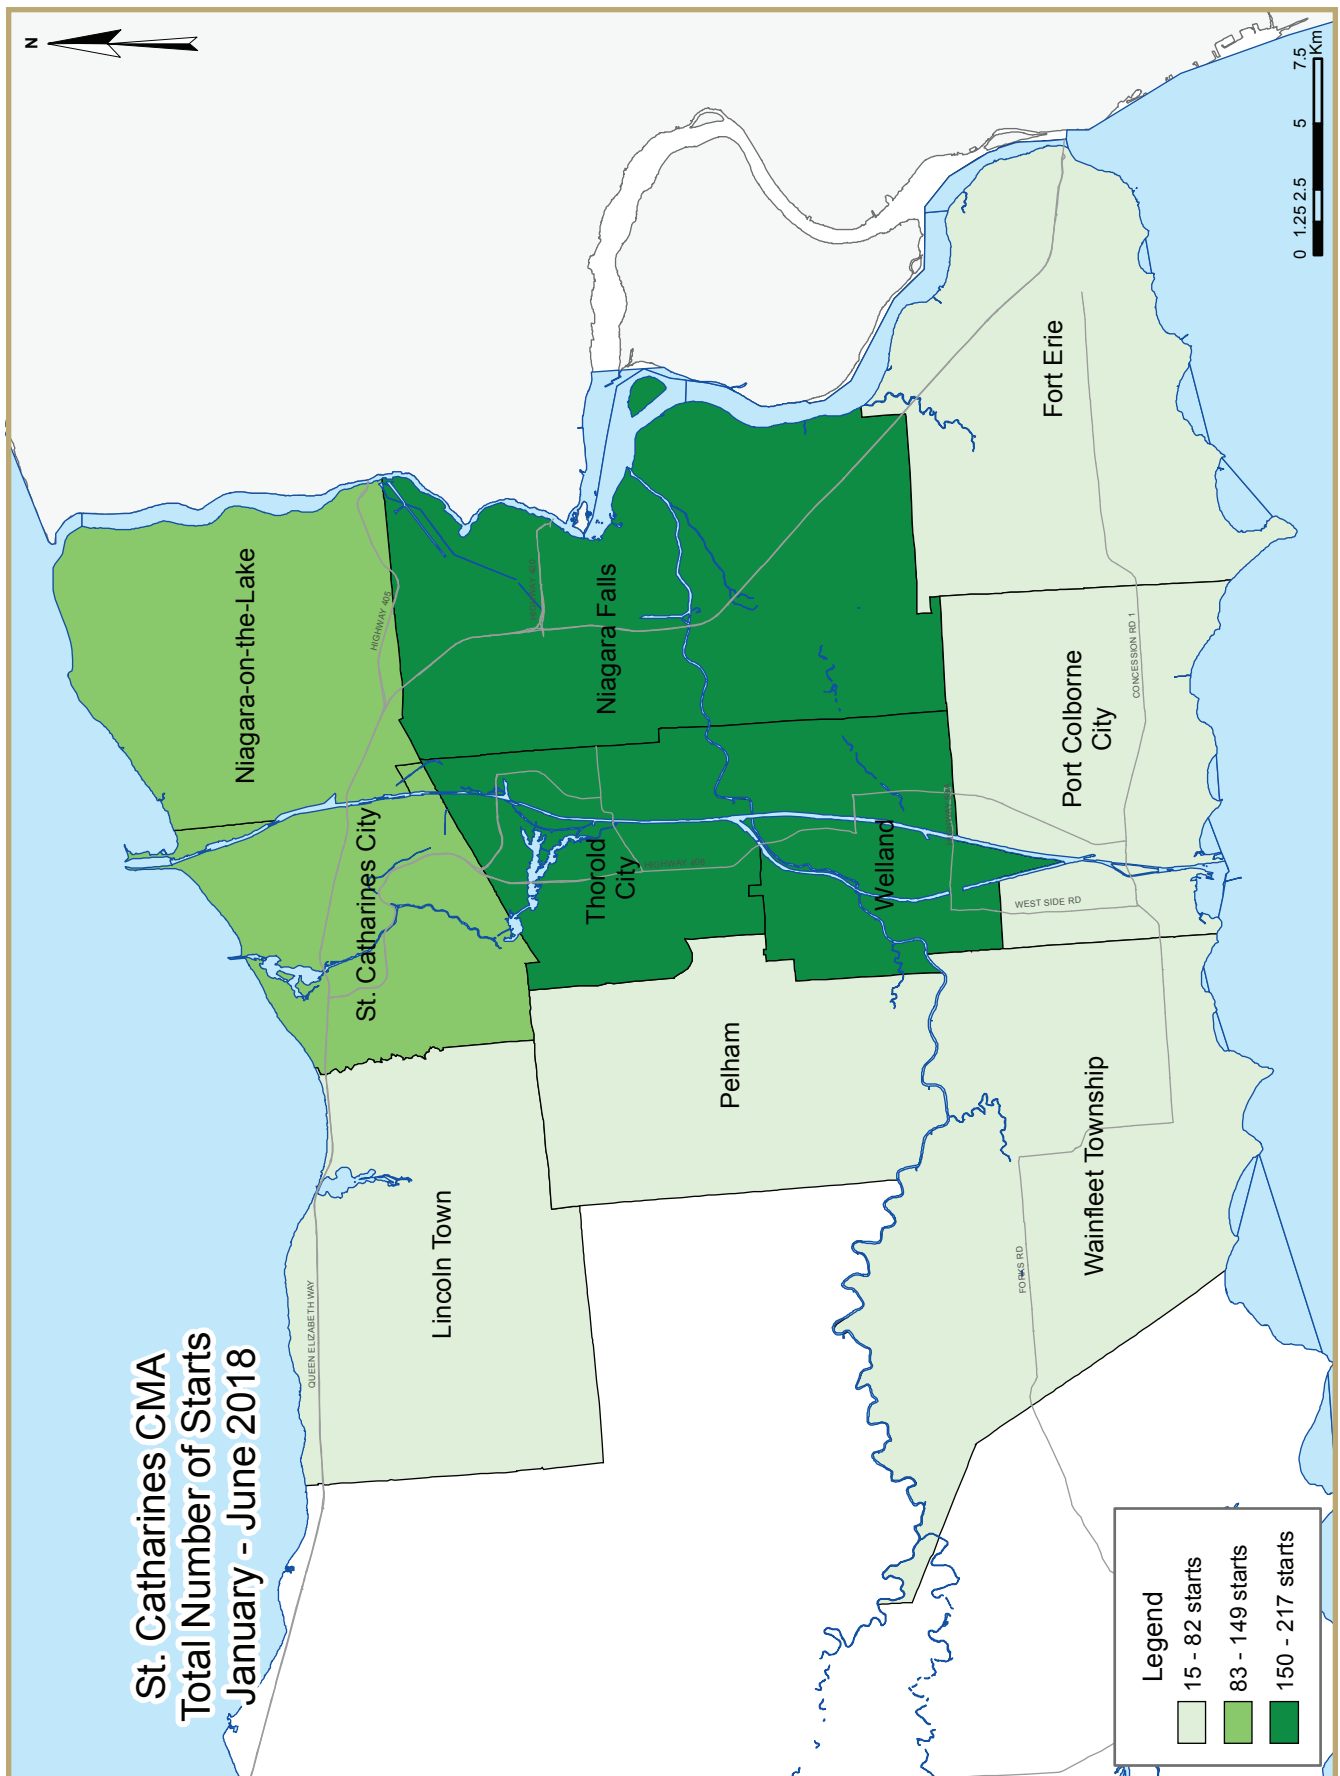 St. Catharines CMA
Total Number of Starts
January - June 2018
N
Niagara-on-the-Lake
HIGHWAY 405
St. Catharines City
QUEEN ELIZABETH WAY
Lincoln Town
Niagara Falls
Thorold
City
HIGHWAY 406
Pelham
Welland
Fort Erie
Port Colborne
City
CONCESSION RD 1
WEST SIDE RD
Wainfleet Township
FORKS RD
Legend
15 - 82 starts
83 - 149 starts
150 - 217 starts
0 1.25 2.5 5 7.5
Km